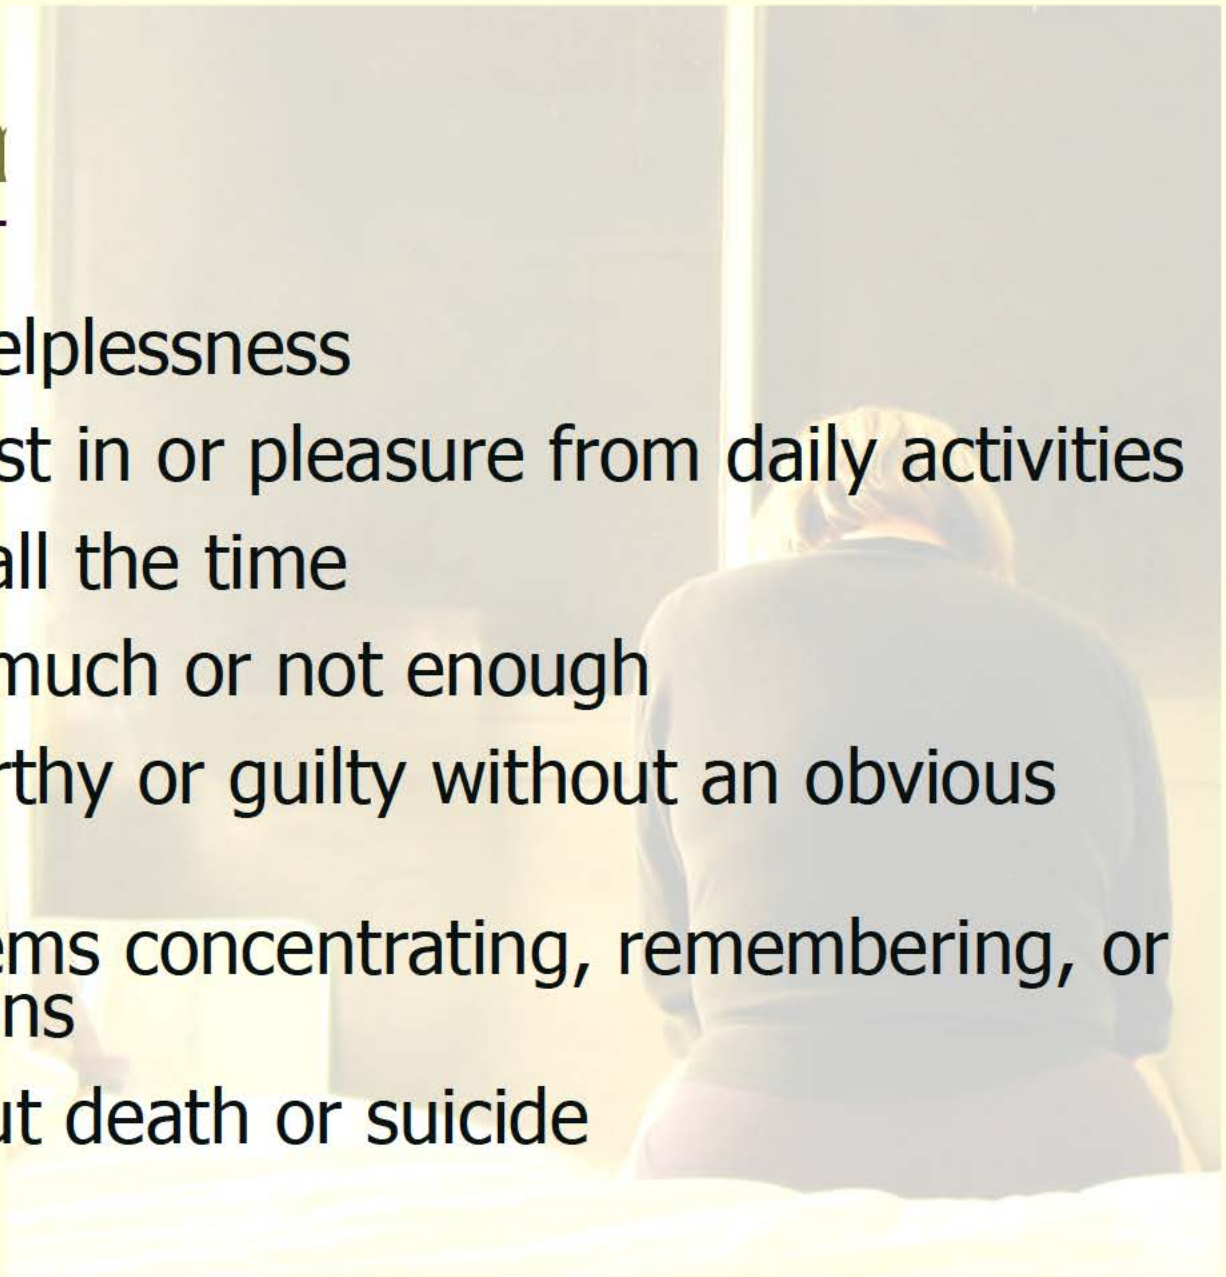 elplessness
st in or pleasure from daily activities
all the time
much or not enough
rthy or guilty without an obvious
ems concentrating, remembering, or
ns
ut death or suicide